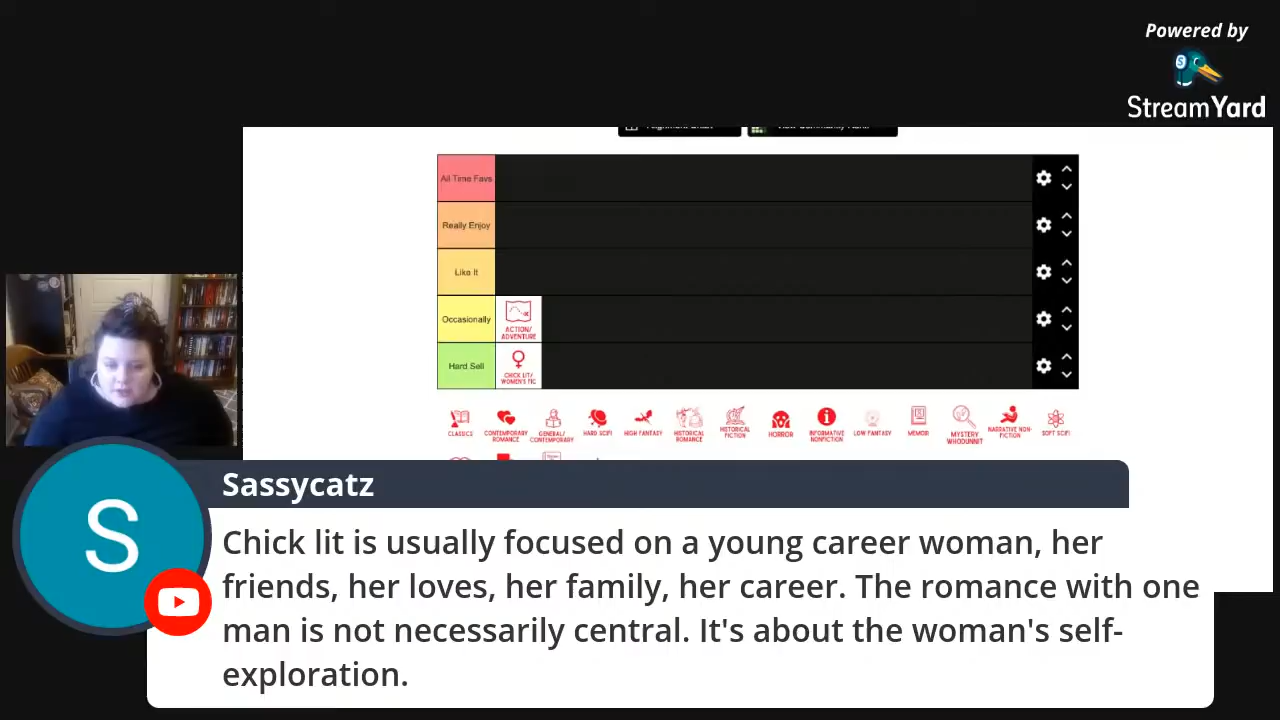 Powered by
StreamYard
All Time Favs
Really Enjoy
Like It
Occasionally
ACTION/
ADVENTURE
Hard Sell
CHICK LIT/
WOMEN'S FIC
CLASSICS
CONTEMPORARY
ROMANCE
GENERAL/
CONTEMPORARY
HARD SCIFI
HIGH FANTASY
HISTORICAL
ROMANCE
HISTORICAL
FICTION
HORROR
INFORMATIVE
NONFICTION
LOW FANTASY
MEMOIR
MYSTERY
WHODUNNIT
NARRATIVE NON-
FICTION
SOFT SCIFI
S
Sassycatz
Chick lit is usually focused on a young career woman, her
friends, her loves, her family, her career. The romance with one
man is not necessarily central. It's about the woman's self-
exploration.